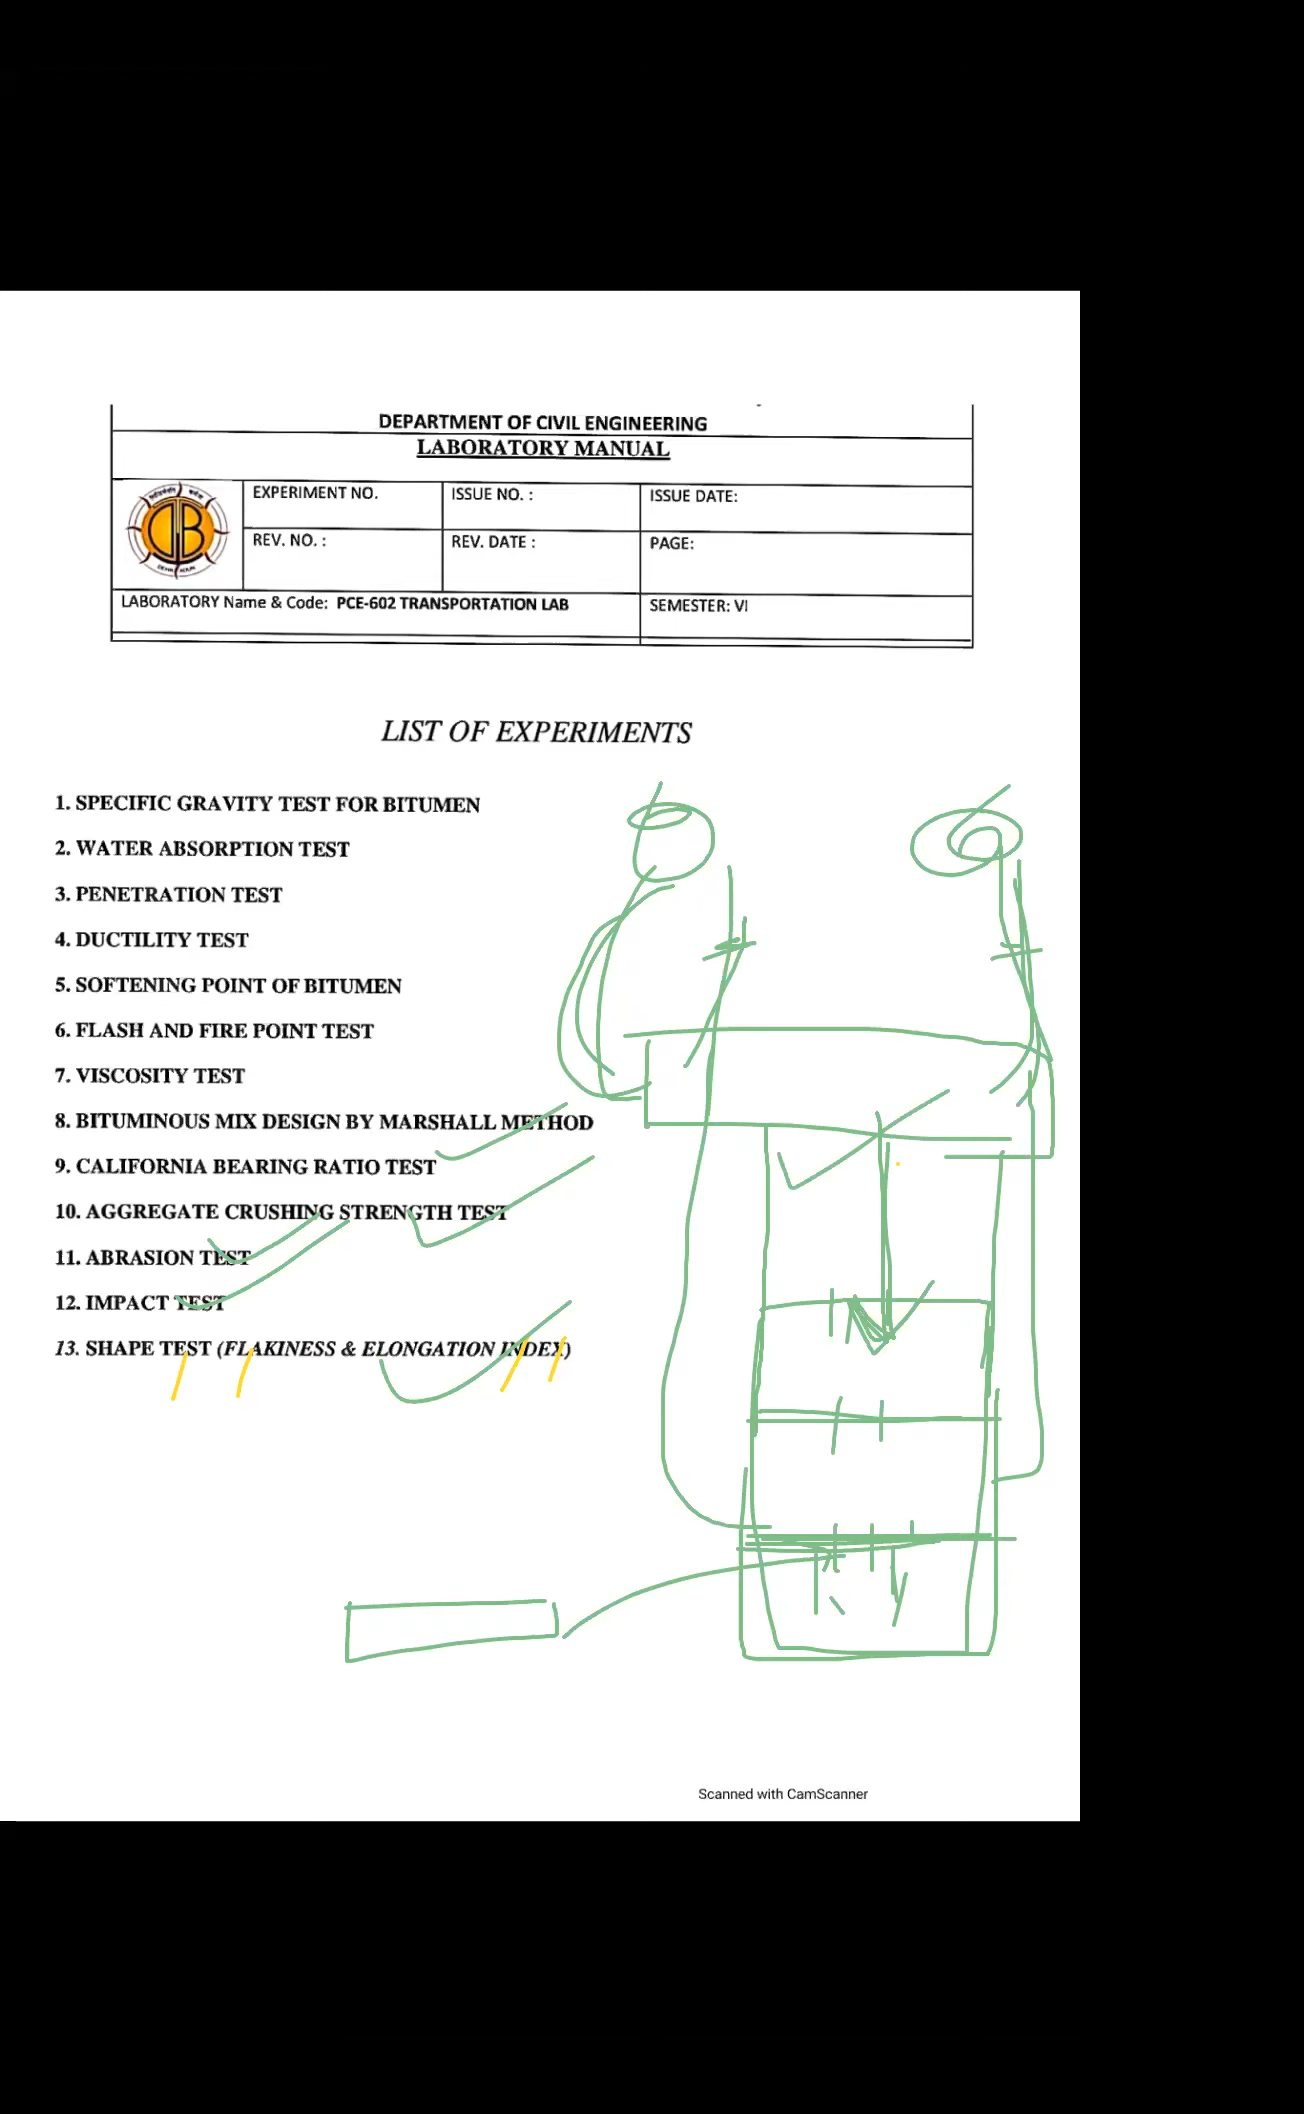 DEPARTMENT OF CIVIL ENGINEERING
LABORATORY MANUAL
EXPERIMENT NO.
ISSUE NO. :
ISSUE DATE:
REV. NO. :
REV. DATE :
PAGE:
LABORATORY Name & Code: PCE-602 TRANSPORTATION LAB
SEMESTER: VI
LIST OF EXPERIMENTS
1. SPECIFIC GRAVITY TEST FOR BITUMEN
2. WATER ABSORPTION TEST
3. PENETRATION TEST
4. DUCTILITY TEST
5. SOFTENING POINT OF BITUMEN
6. FLASH AND FIRE POINT TEST
7. VISCOSITY TEST
8. BITUMINOUS MIX DESIGN BY MARSHALL METHOD
9. CALIFORNIA BEARING RATIO TEST
10. AGGREGATE CRUSHING STRENGTH TEST
11. ABRASION TEST
12. IMPACT TEST
13. SHAPE TEST (FLAKINESS & ELONGATION INDEX)
Scanned with CamScanner